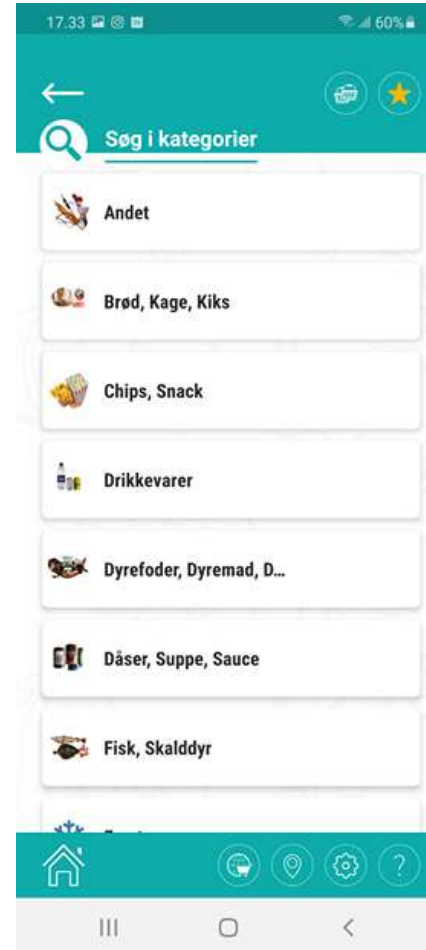 17.33
60%
Søg i kategorier
Andet
Brød, Kage, Kiks
Chips, Snack
Drikkevarer
Dyrefoder, Dyremad, D...
Dåser, Suppe, Sauce
Fisk, Skalddyr
?